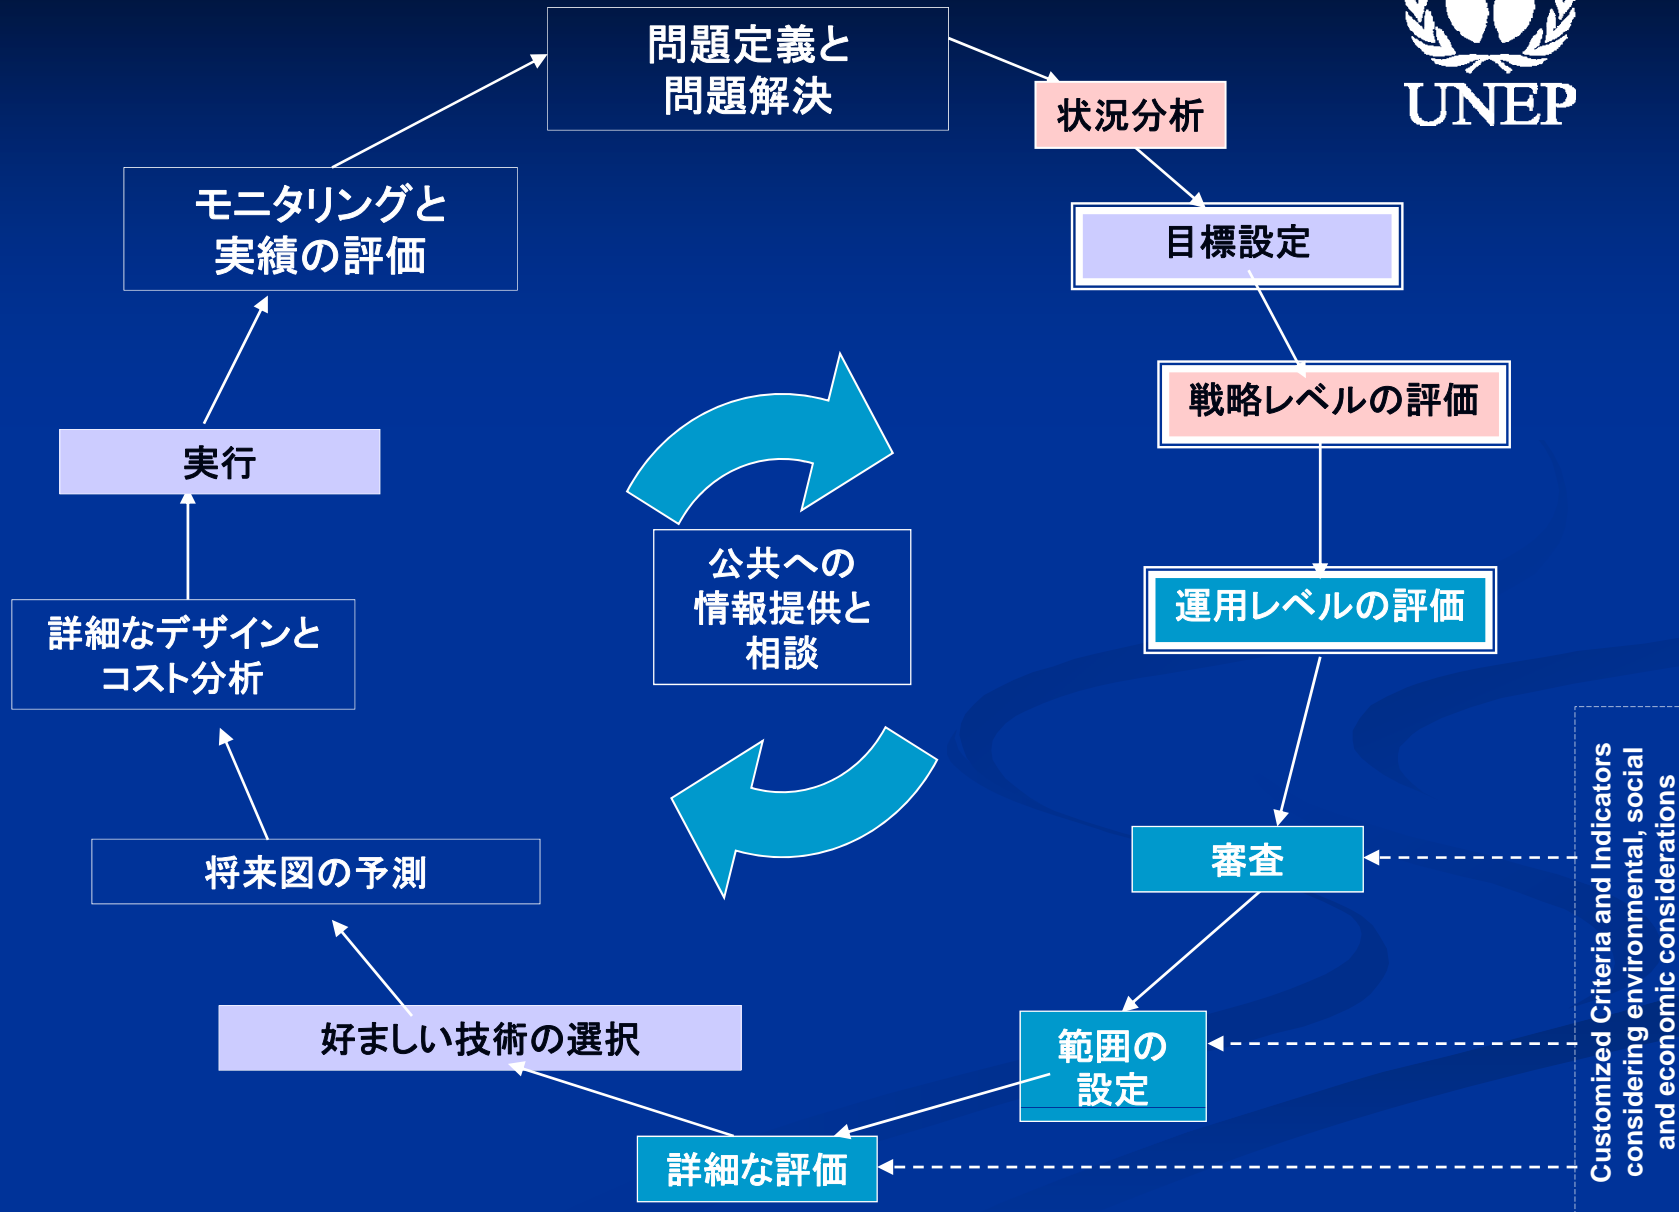 問題定義と
問題解決
UNEP
状況分析
目標設定
戦略レベルの評価
運用レベルの評価
審査
範囲の
設定
詳細な評価
好ましい技術の選択
将来図の予測
詳細なデザインと
コスト分析
実行
モニタリングと
実績の評価
公共への
情報提供と
相談
Customized Criteria and Indicators
considering environmental, social
and economic considerations